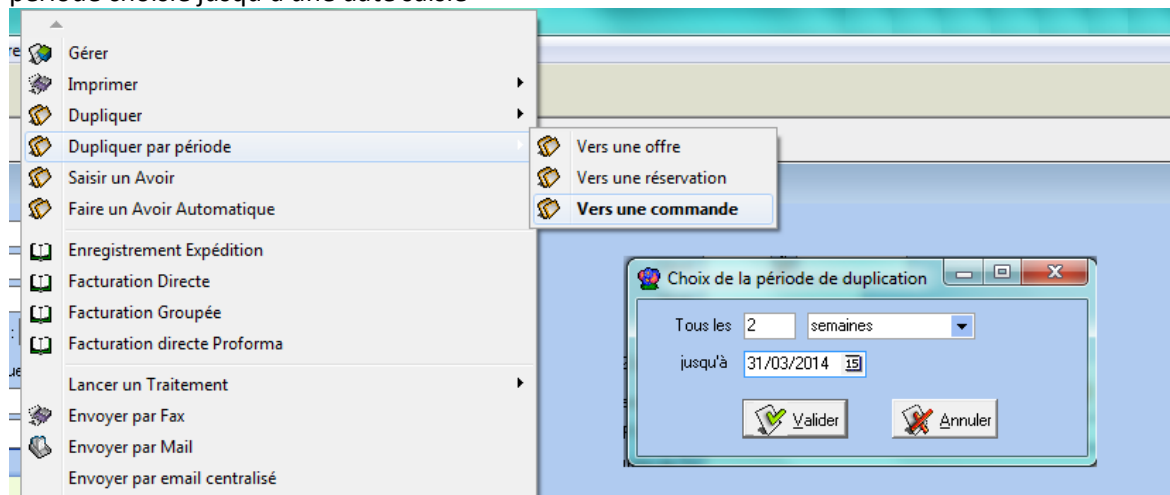 période choisie jusqu'à une date saisie
Gérer
Imprimer
Dupliquer
Dupliquer par période
Saisir un Avoir
Faire un Avoir Automatique
Enregistrement Expédition
Facturation Directe
Facturation Groupée
Facturation directe Proforma
Lancer un Traitement
Envoyer par Fax
Envoyer par Mail
Envoyer par email centralisé
Vers une offre
Vers une réservation
Vers une commande
Choix de la période de duplication
Tous les 2 semaines
jusqu'à 31/03/2014 15
Valider Annuler